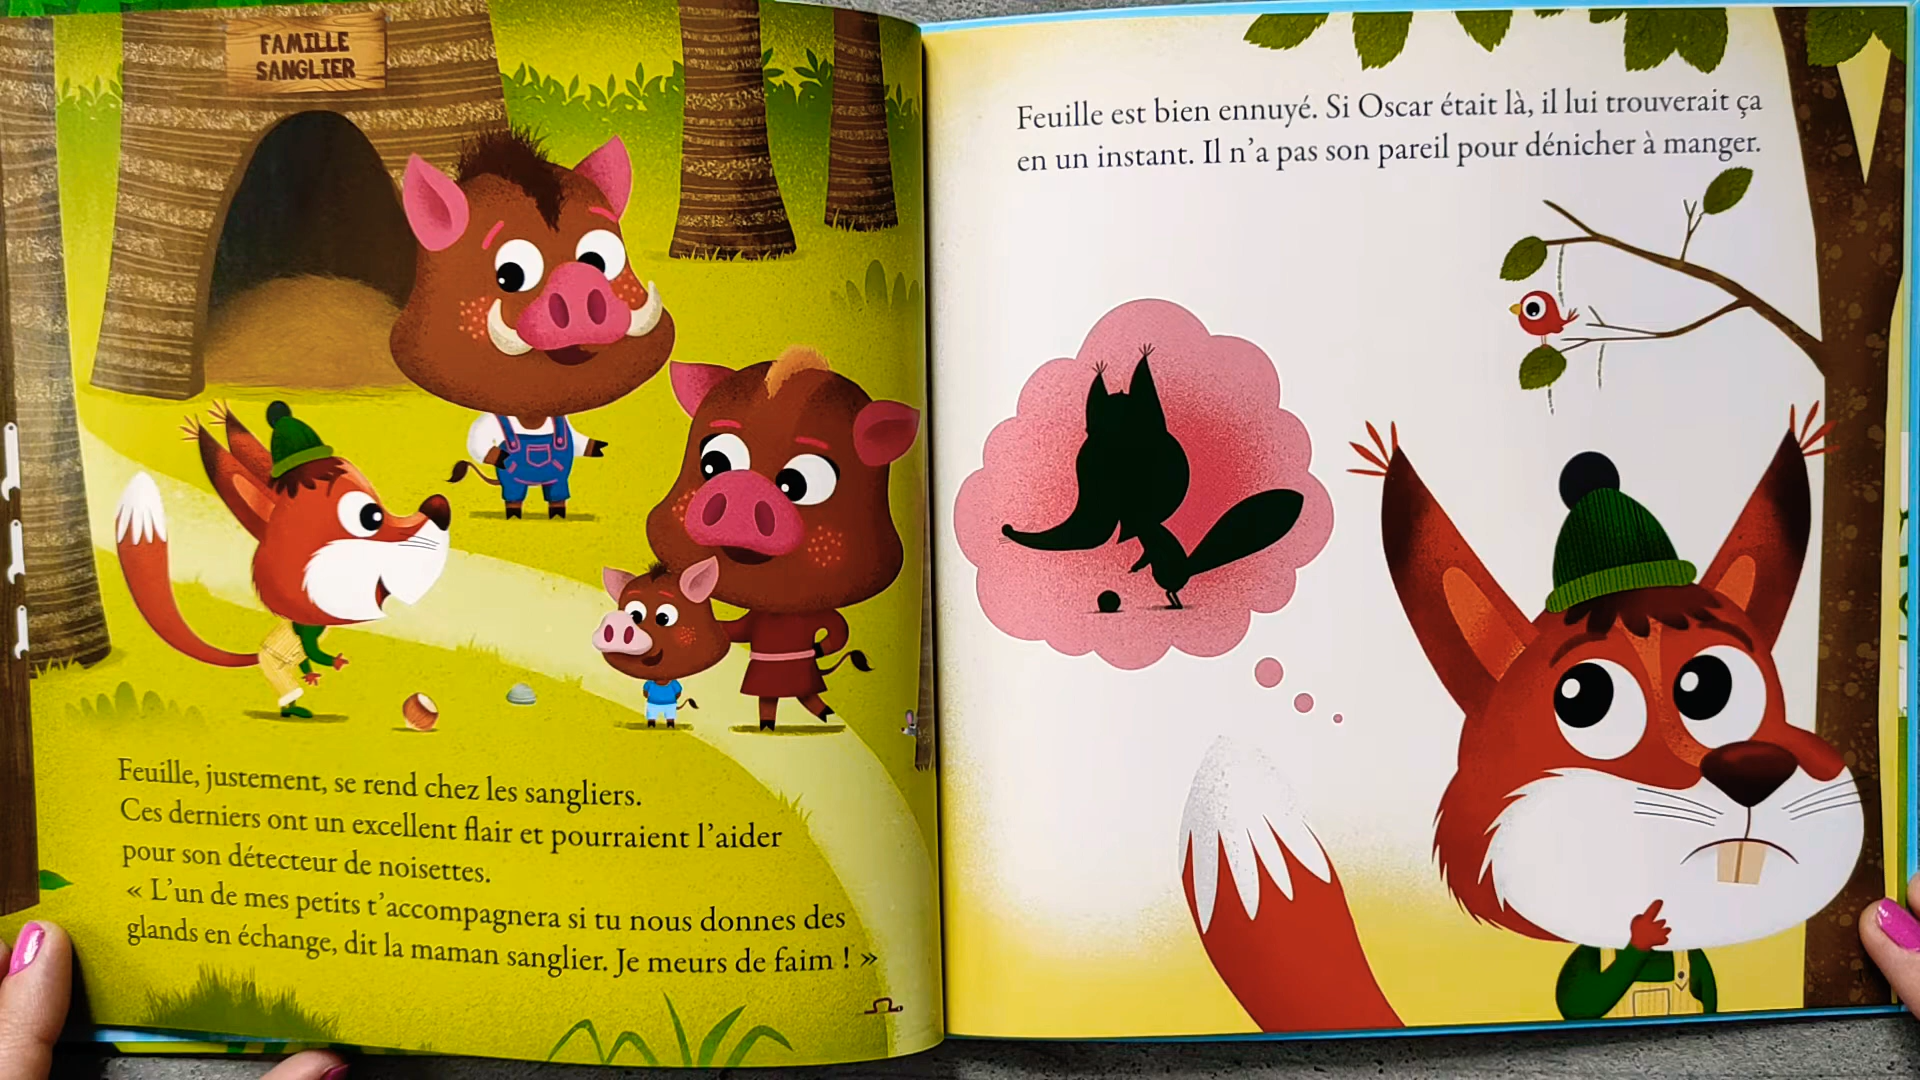 FAMILLE
SANGLIER
Feuille, justement, se rend chez les sangliers.
Ces derniers ont un excellent flair et pourraient l'aider
pour son détecteur de noisettes.
« L'un de mes petits t'accompagnera si tu nous donnes des
glands en échange, dit la maman sanglier. Je meurs de faim ! »
Feuille est bien ennuyé. Si Oscar était là, il lui trouverait ça
en un instant. Il n'a pas son pareil pour dénicher à manger.